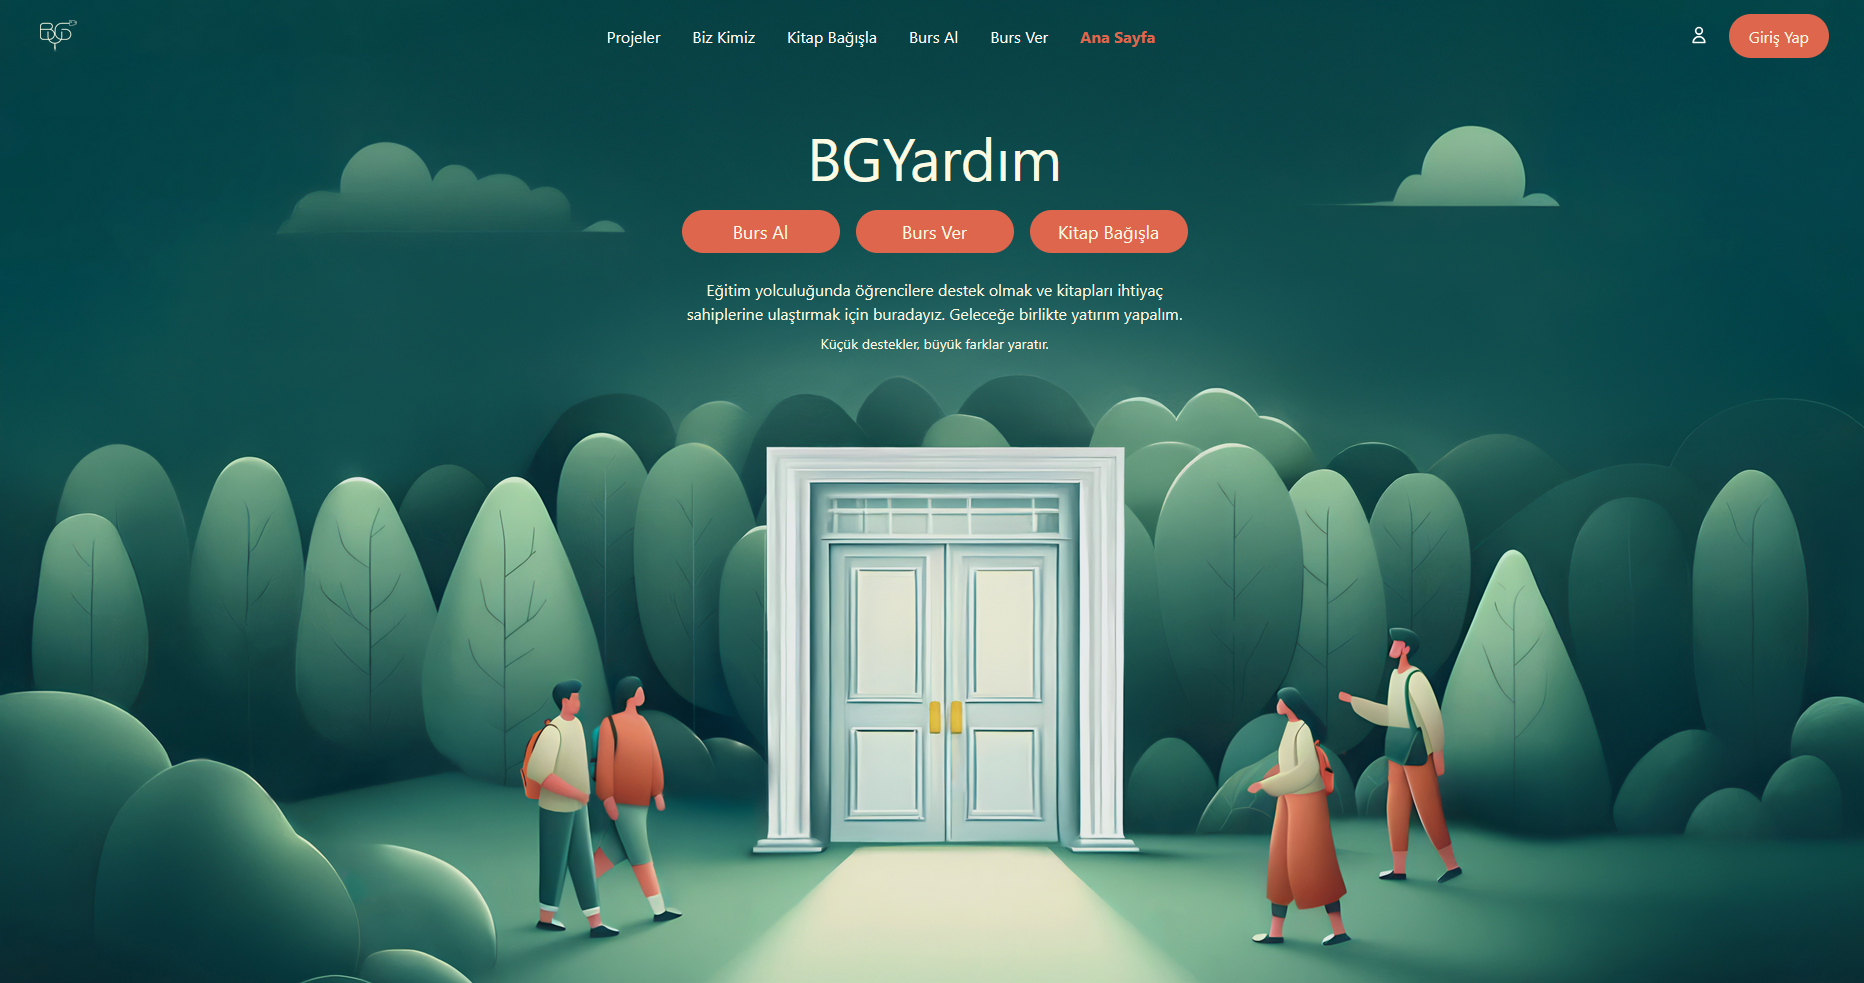 BGY
Projeler Biz Kimiz Kitap Bağışla Burs Al Burs Ver Ana Sayfa Giriş Yap
BGYardım
Burs Al Burs Ver Kitap Bağışla
Eğitim yolculuğunda öğrencilere destek olmak ve kitapları ihtiyaç
sahiplerine ulaştırmak için buradayız. Geleceğe birlikte yatırım yapalım.
Küçük destekler, büyük farklar yaratır.